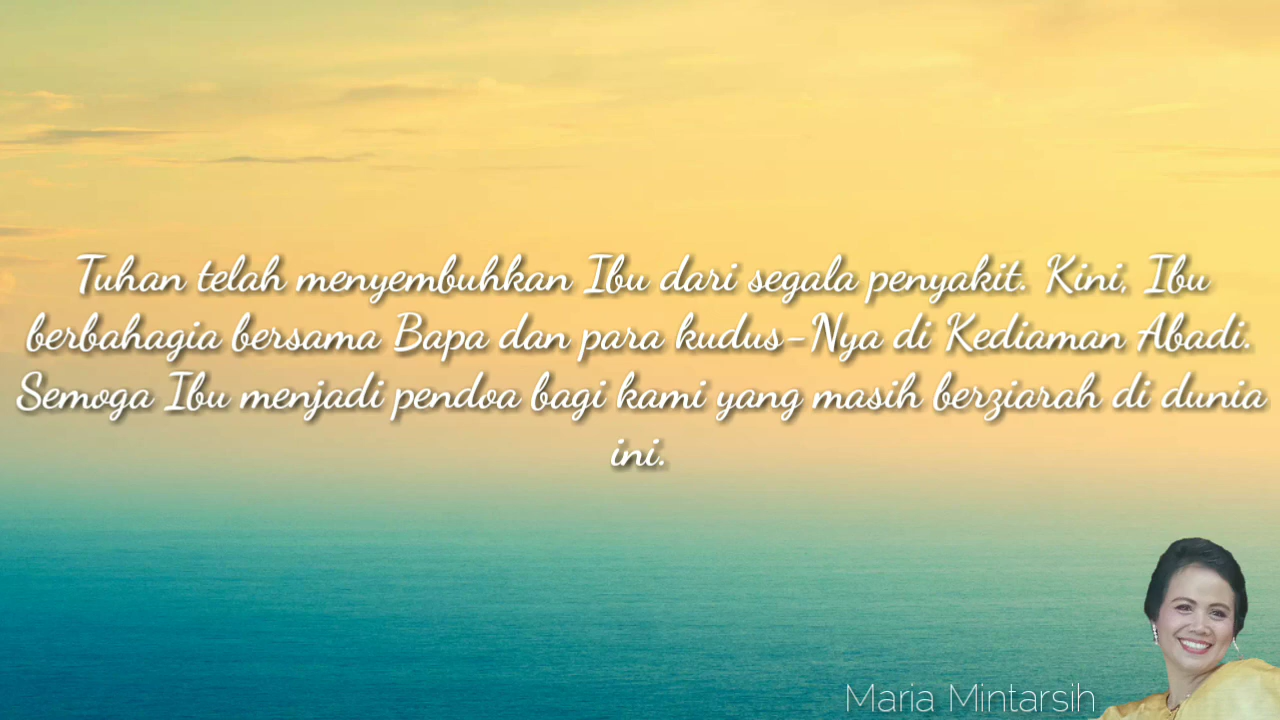 Tuhan telah menyembuhkan Ibu dari segala penyakit. Kini, Ibu
berbahagia bersama Bapa dan para kudus-Nya di Kediaman Abadi.
Semoga Ibu menjadi pendoa bagi kami yang masih berziarah di dunia
ini.
Maria Mintarsih